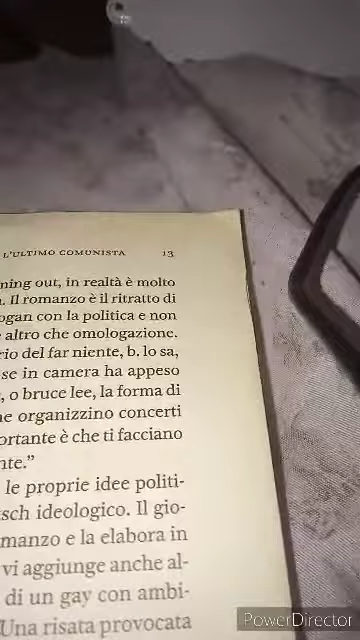 L'ULTIMO COMUNISTA 13
ning out, in realtà è molto
. Il romanzo è il ritratto di
ogan con la politica e non
e altro che omologazione.
rio del far niente, b. lo sa,
se in camera ha appeso
, o bruce lee, la forma di
ne organizzino concerti
ortante è che ti facciano
nte."
le proprie idee politi-
tsch ideologico. Il gio-
manzo e la elabora in
vi aggiunge anche al-
di un gay con ambi-
Una risata provocata
PowerDirector